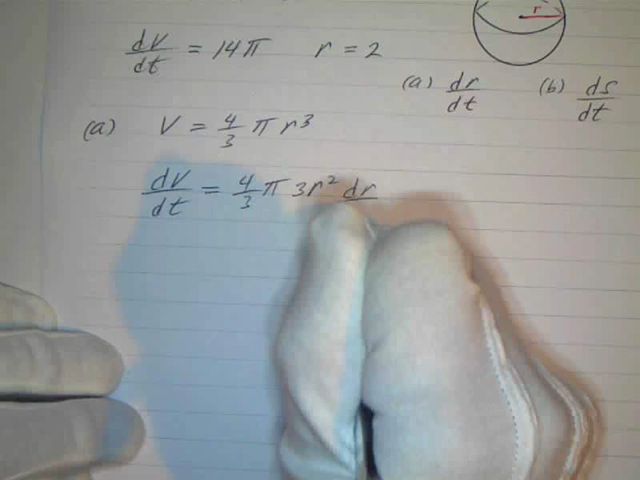 r
dV/dt = 14π r = 2
(a) dr/dt (b) ds/dt
(a) V = 4/3 π r³
dV/dt = 4/3 π 3r² dr